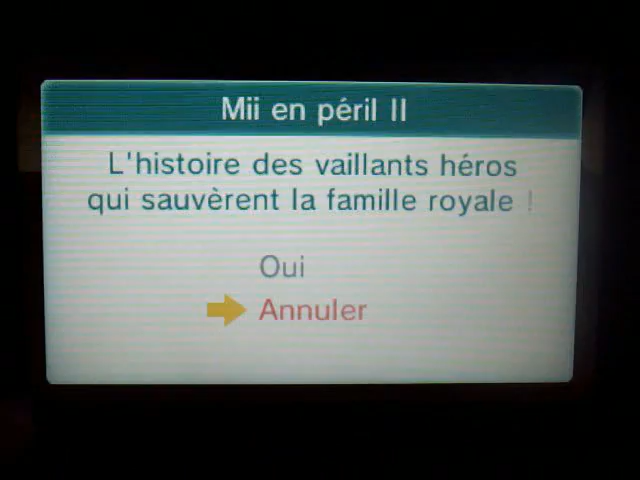 Mii en péril II
L'histoire des vaillants héros
qui sauvèrent la famille royale !
Oui
Annuler